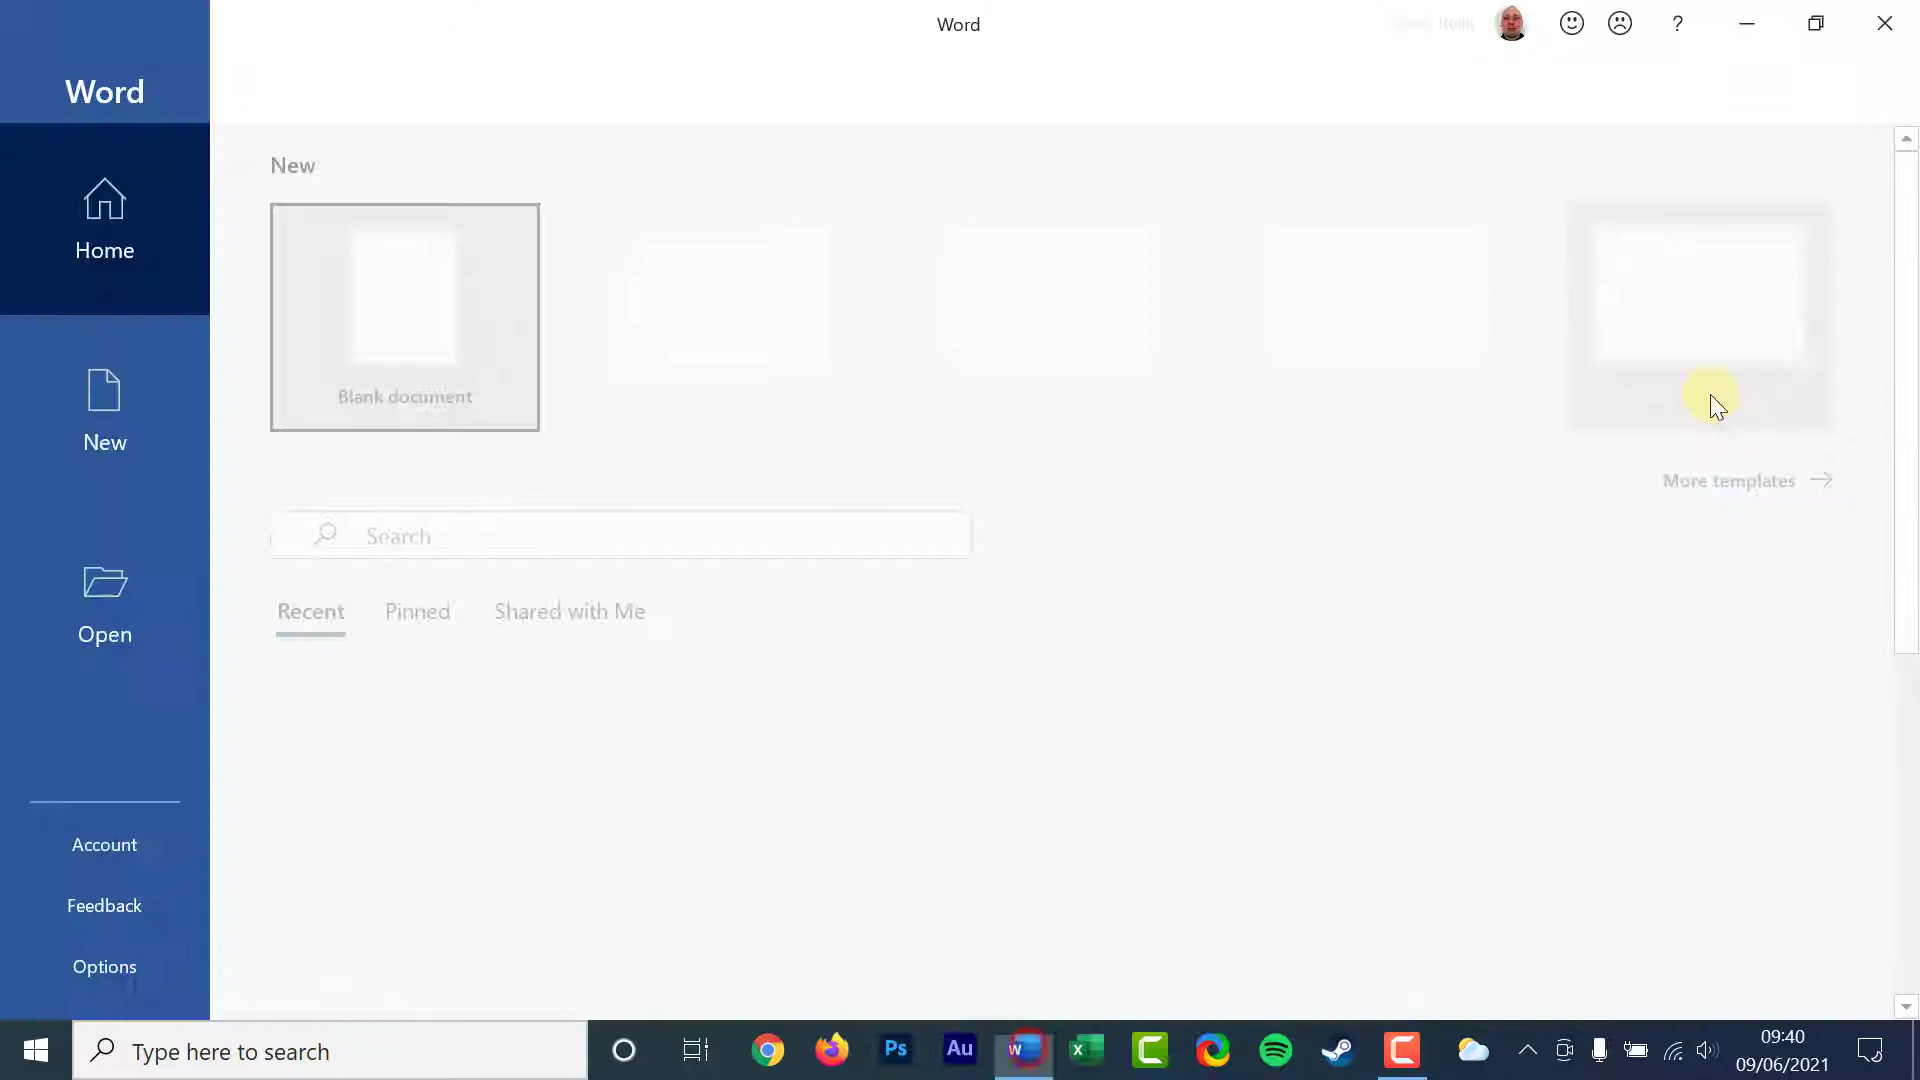 Word
?
Word
Home
New
Open
Account
Feedback
Options
New
Blank document
More templates
Search
Recent
Pinned
Shared with Me
Type here to search
Ps
Au
09:40
09/06/2021